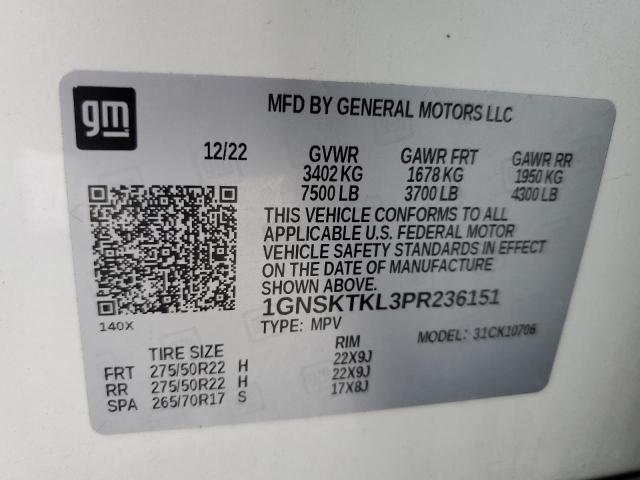 gm
MFD BY GENERAL MOTORS LLC
12/22 GVWR GAWR FRT GAWR RR
3402 KG 1678 KG 1950 KG
7500 LB 3700 LB 4300 LB
THIS VEHICLE CONFORMS TO ALL
APPLICABLE U.S. FEDERAL MOTOR
VEHICLE SAFETY STANDARDS IN EFFECT
ON THE DATE OF MANUFACTURE
SHOWN ABOVE.
1GNSKTKL3PR236151
140X
TYPE: MPV MODEL: 31CK10706
TIRE SIZE RIM
FRT 275/50R22 H 22X9J
RR 275/50R22 H 22X9J
SPA 265/70R17 S 17X8J